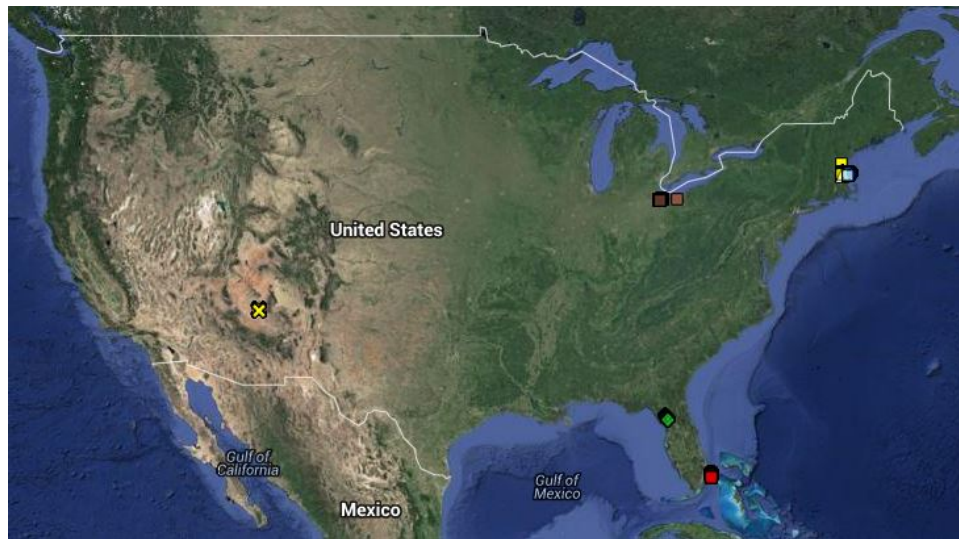 United States
Gulf of
California
Gulf of
Mexico
Mexico